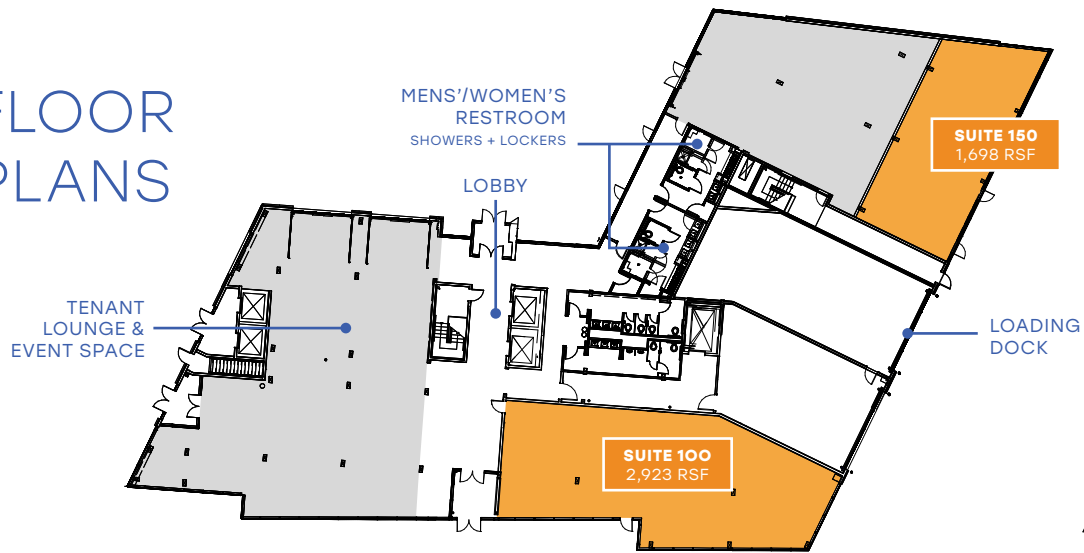 FLOOR
PLANS
MENS'/WOMEN'S
RESTROOM
SHOWERS + LOCKERS
LOBBY
TENANT
LOUNGE &
EVENT SPACE
SUITE 150
1,698 RSF
LOADING
DOCK
SUITE 100
2,923 RSF